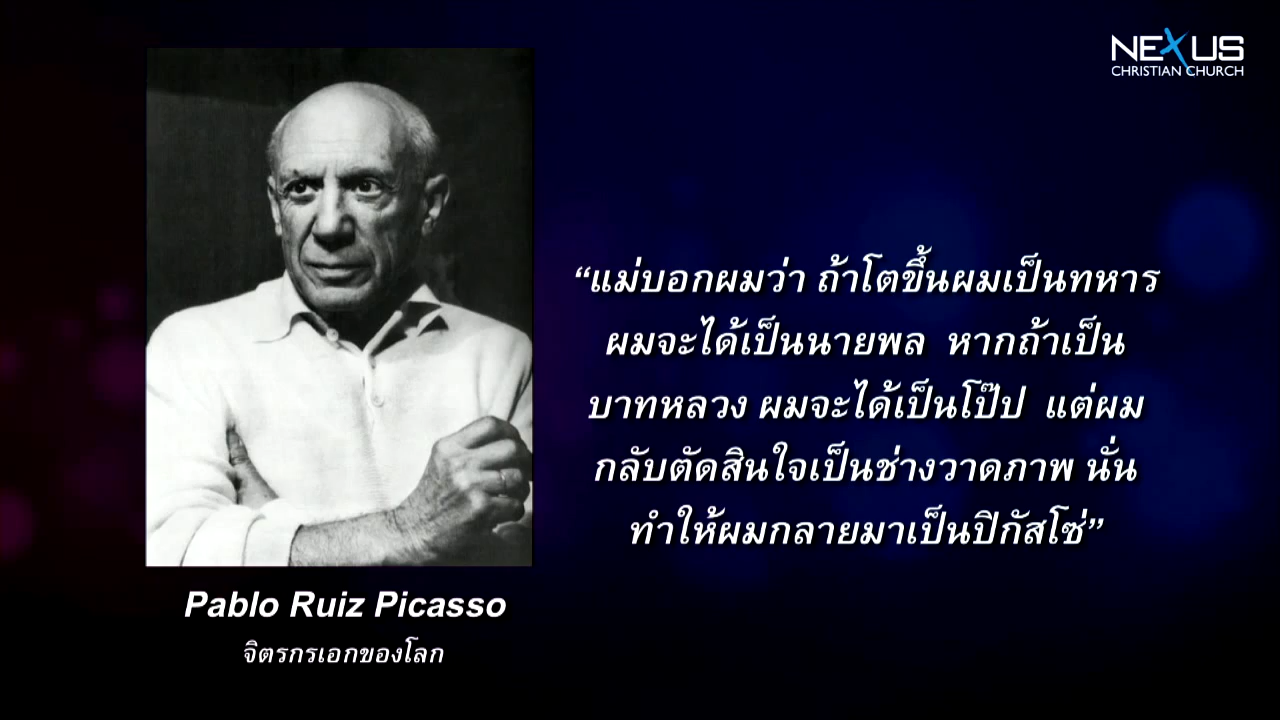 NEXUS
CHRISTIAN CHURCH
“แม่บอกผมว่า ถ้าโตขึ้นผมเป็นทหาร
ผมจะได้เป็นนายพล หากถ้าเป็น
บาทหลวง ผมจะได้เป็นโป๊ป แต่ผม
กลับตัดสินใจเป็นช่างวาดภาพ นั่น
ทำให้ผมกลายมาเป็นปิกัสโซ่”
Pablo Ruiz Picasso
จิตรกรเอกของโลก